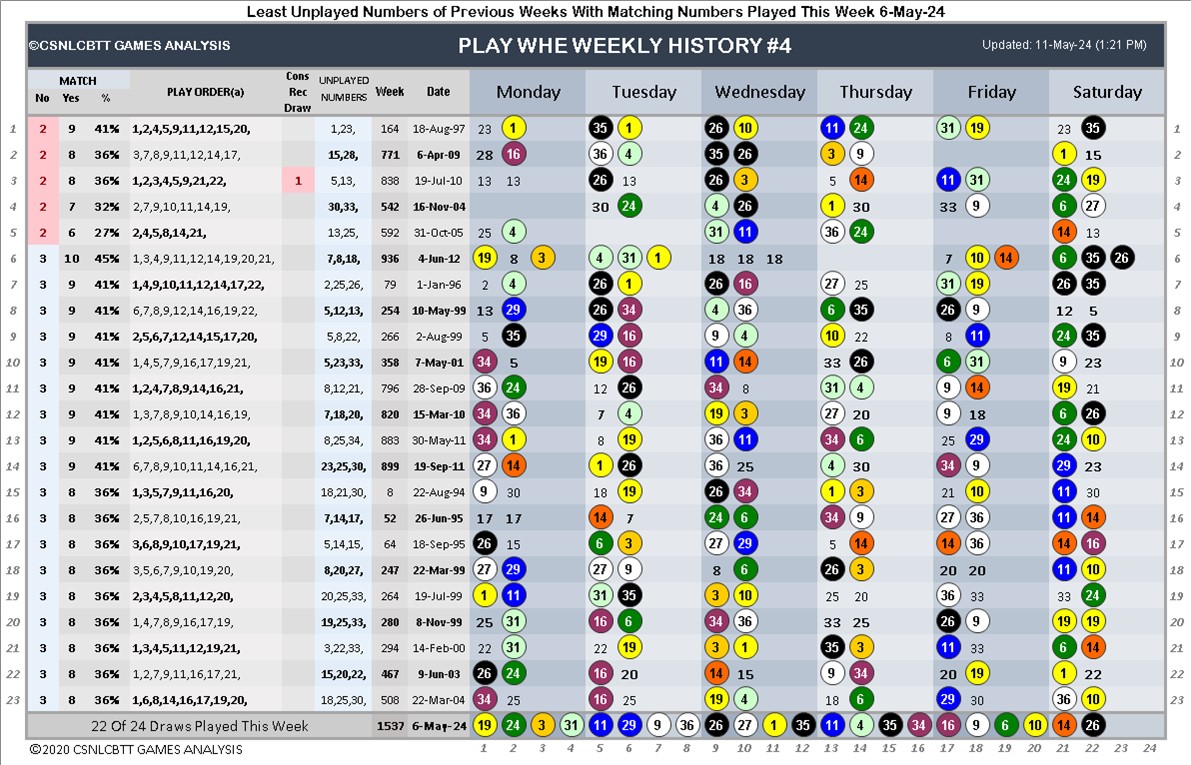 Least Unplayed Numbers of Previous Weeks With Matching Numbers Played This Week 6-May-24
©CSNLCBTT GAMES ANALYSIS PLAY WHE WEEKLY HISTORY #4 Updated: 11-May-24 (1:21 PM)
MATCH
No Yes % PLAY ORDER(a) Cons Rec Draw UNPLAYED NUMBERS Week Date Monday Tuesday Wednesday Thursday Friday Saturday
1 2 9 41% 1,2,4,5,9,11,12,15,20, 1,23, 164 18-Aug-97 23 1 35 1 26 10 11 24 31 19 23 35 1
2 2 8 36% 3,7,8,9,11,12,14,17, 15,28, 771 6-Apr-09 28 16 36 4 35 26 3 9 1 15 2
3 2 8 36% 1,2,3,4,5,9,21,22, 1 5,13, 838 19-Jul-10 13 13 26 13 26 3 5 14 11 31 24 19 3
4 2 7 32% 2,7,9,10,11,14,19, 30,33, 542 16-Nov-04 30 24 4 26 1 30 33 9 6 27 4
5 2 6 27% 2,4,5,8,14,21, 13,25, 592 31-Oct-05 25 4 31 11 36 24 14 13 5
6 3 10 45% 1,3,4,9,11,12,14,19,20,21, 7,8,18, 936 4-Jun-12 19 8 3 4 31 1 18 18 18 7 10 14 6 35 26 6
7 3 9 41% 1,4,9,10,11,12,14,17,22, 2,25,26, 79 1-Jan-96 2 4 26 1 26 16 27 25 31 19 26 35 7
8 3 9 41% 6,7,8,9,12,14,16,19,22, 5,12,13, 254 10-May-99 13 29 26 34 4 36 6 35 26 9 12 5 8
9 3 9 41% 2,5,6,7,12,14,15,17,20, 5,8,22, 266 2-Aug-99 5 35 29 16 9 4 10 22 8 11 24 35 9
10 3 9 41% 1,4,5,7,9,16,17,19,21, 5,23,33, 358 7-May-01 34 5 19 16 11 14 33 26 6 31 9 23 10
11 3 9 41% 1,2,4,7,8,9,14,16,21, 8,12,21, 796 28-Sep-09 36 24 12 26 34 8 31 4 9 14 19 21 11
12 3 9 41% 1,3,7,8,9,10,14,16,19, 7,18,20, 820 15-Mar-10 34 36 7 4 19 3 27 20 9 18 6 26 12
13 3 9 41% 1,2,5,6,8,11,16,19,20, 8,25,34, 883 30-May-11 34 1 8 19 36 11 34 6 25 29 24 10 13
14 3 9 41% 6,7,8,9,10,11,14,16,21, 23,25,30, 899 19-Sep-11 27 14 1 26 36 25 4 30 34 9 29 23 14
15 3 8 36% 1,3,5,7,9,11,16,20, 18,21,30, 8 22-Aug-94 9 30 18 19 26 34 1 3 21 10 11 30 15
16 3 8 36% 2,5,7,8,10,16,19,21, 7,14,17, 52 26-Jun-95 17 17 14 7 24 6 34 9 27 36 11 14 16
17 3 8 36% 3,6,8,9,10,17,19,21, 5,14,15, 64 18-Sep-95 26 15 6 3 27 29 5 14 14 36 14 16 17
18 3 8 36% 3,5,6,7,9,10,19,20, 8,20,27, 247 22-Mar-99 27 29 27 9 8 6 26 3 20 20 11 10 18
19 3 8 36% 2,3,4,5,8,11,12,20, 20,25,33, 264 19-Jul-99 1 11 31 35 3 10 25 20 36 33 33 24 19
20 3 8 36% 1,4,7,8,9,16,17,19, 19,25,33, 280 8-Nov-99 25 31 16 6 34 36 33 25 26 9 19 19 20
21 3 8 36% 1,3,4,5,11,12,19,21, 3,22,33, 294 14-Feb-00 22 31 22 19 3 1 35 3 11 33 6 14 21
22 3 8 36% 1,2,7,9,11,16,17,21, 15,20,22, 467 9-Jun-03 26 24 16 20 14 15 9 34 20 19 1 22 22
23 3 8 36% 1,6,8,14,16,17,19,20, 18,25,30, 508 22-Mar-04 34 25 16 25 19 4 18 6 29 30 36 10 23
22 Of 24 Draws Played This Week 1537 6-May-24 19 24 3 31 11 29 9 36 26 27 1 35 11 4 35 34 16 9 6 10 14 26
©2020 CSNLCBTT GAMES ANALYSIS 1 2 3 4 5 6 7 8 9 10 11 12 13 14 15 16 17 18 19 20 21 22 23 24